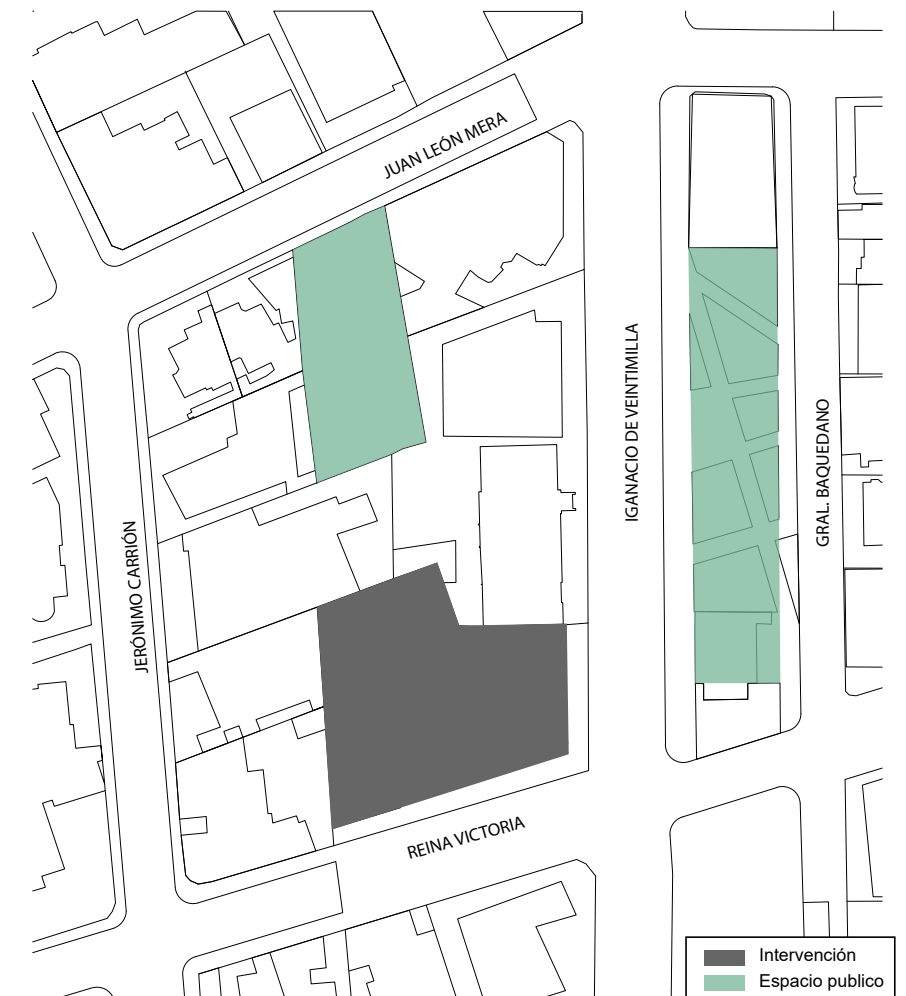 JUAN LEÓN MERA
IGANACIO DE VEINTIMILLA
GRAL. BAQUEDANO
JERÓNIMO CARRIÓN
REINA VICTORIA
Intervención
Espacio publico